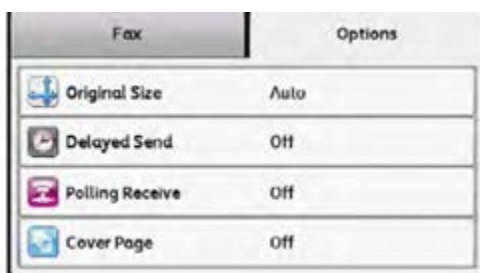 Fax Options
Original Size Auto
Delayed Send Off
Polling Receive Off
Cover Page Off